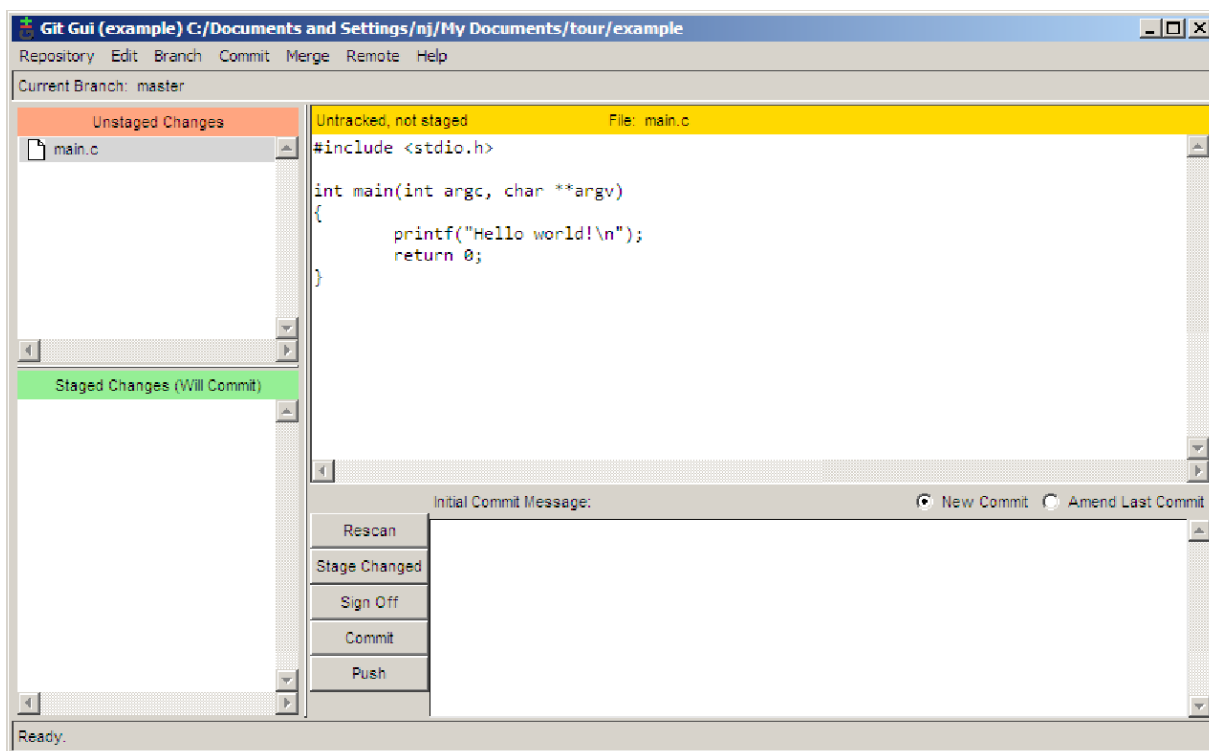 Git Gui (example) C:/Documents and Settings/nj/My Documents/tour/example
Repository Edit Branch Commit Merge Remote Help
Current Branch: master
Unstaged Changes
main.c
Staged Changes (Will Commit)
Untracked, not staged File: main.c
#include <stdio.h>
int main(int argc, char **argv)
{
printf("Hello world!\n");
return 0;
}
Initial Commit Message:
New Commit Amend Last Commit
Rescan
Stage Changed
Sign Off
Commit
Push
Ready.